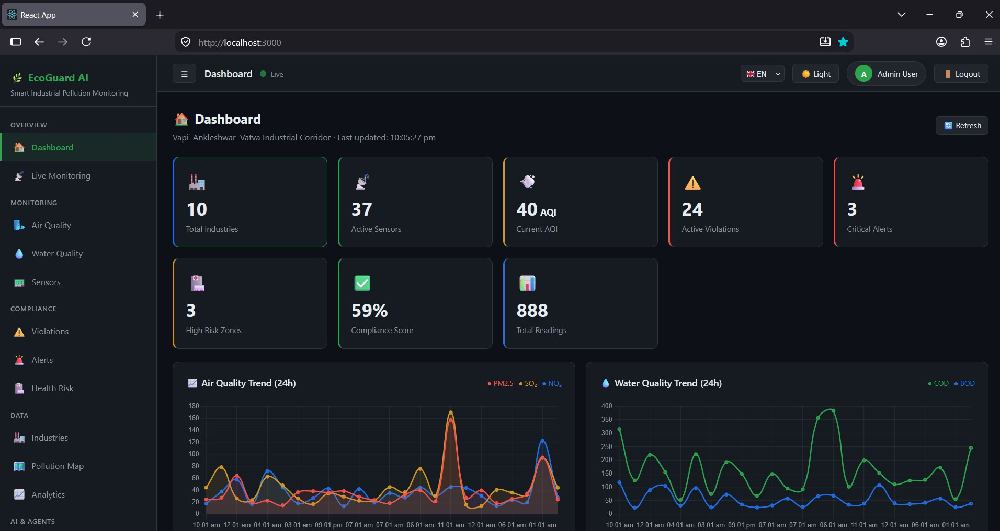 React App
http://localhost:3000
EcoGuard AI
Smart Industrial Pollution Monitoring
OVERVIEW
Dashboard
Live Monitoring
MONITORING
Air Quality
Water Quality
Sensors
COMPLIANCE
Violations
Alerts
Health Risk
DATA
Industries
Pollution Map
Analytics
AI & AGENTS
Dashboard Live
EN
Light
A Admin User
Logout
Dashboard
Vapi–Ankleshwar–Vatva Industrial Corridor · Last updated: 10:05:27 pm
Refresh
10
Total Industries
37
Active Sensors
40 AQI
Current AQI
24
Active Violations
3
Critical Alerts
3
High Risk Zones
59%
Compliance Score
888
Total Readings
Air Quality Trend (24h)
PM2.5 SO₂ NO₂
180
160
140
120
100
80
60
40
20
0
10:01 am 12:01 am 04:01 am 03:01 am 09:01 pm 07:01 am 07:01 am 06:01 am 11:01 am 12:01 am 06:01 am 01:01 am
Water Quality Trend (24h)
COD BOD
400
350
300
250
200
150
100
50
0
10:01 am 12:01 am 04:01 am 03:01 am 09:01 pm 07:01 am 07:01 am 06:01 am 11:01 am 12:01 am 06:01 am 01:01 am